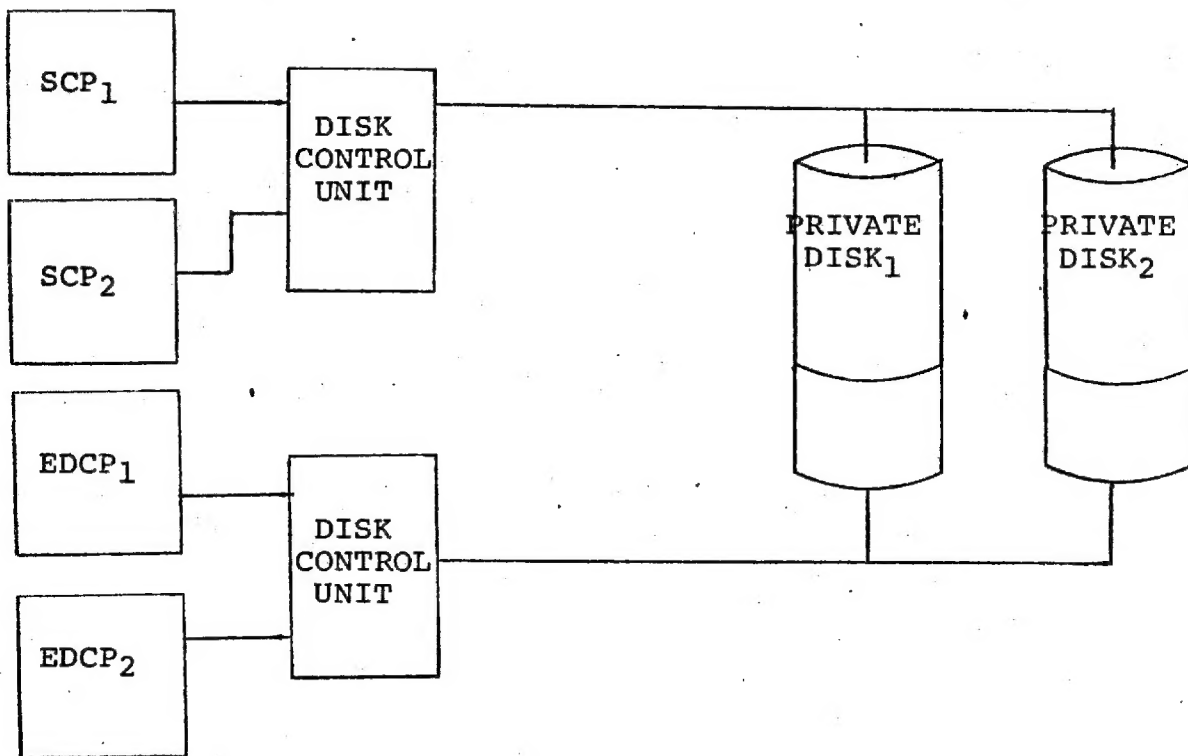 SCP₁
DISK
CONTROL
UNIT
SCP₂
PRIVATE
DISK₁
PRIVATE
DISK₂
EDCP₁
DISK
CONTROL
UNIT
EDCP₂